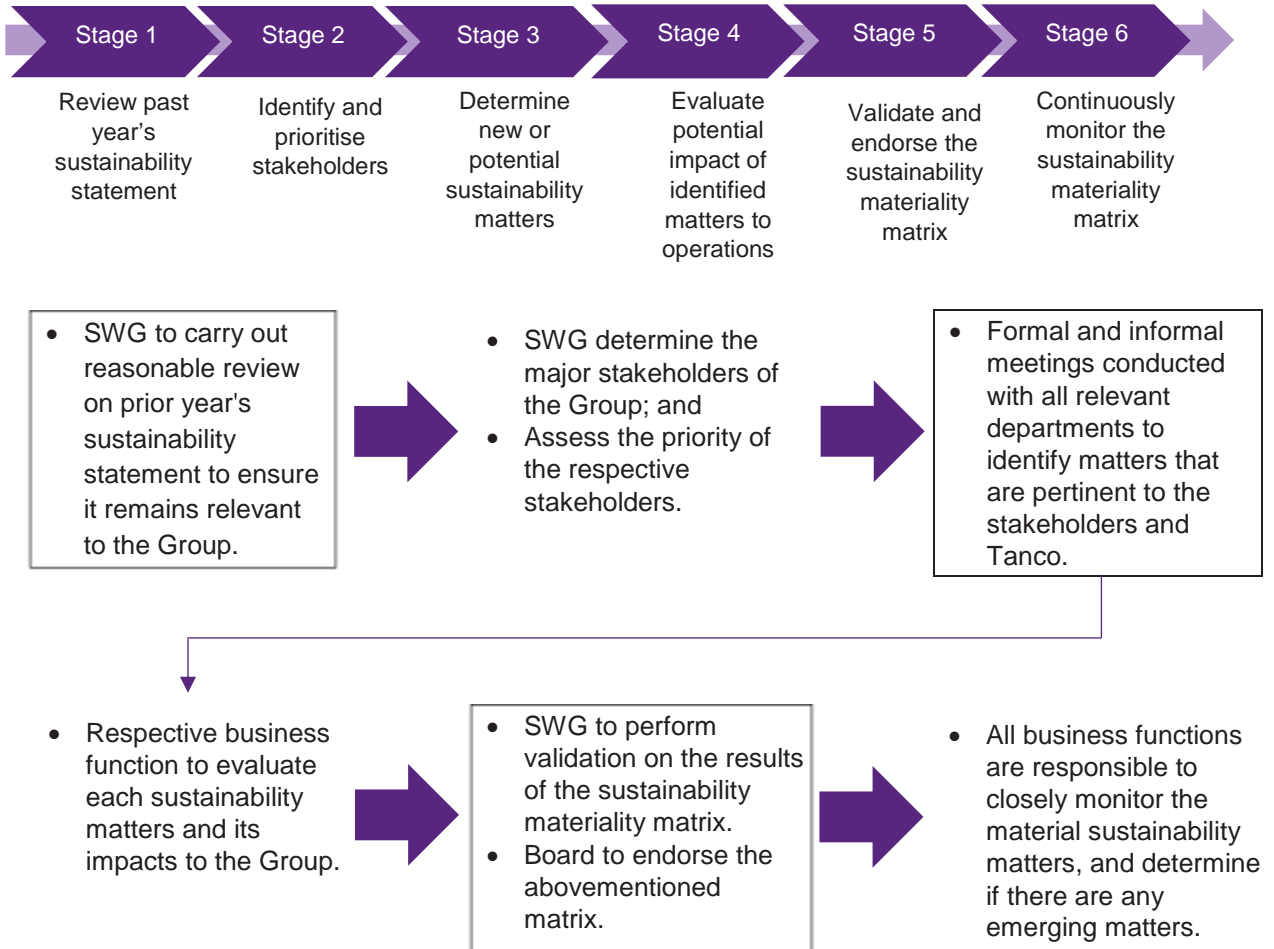 Stage 1
Stage 2
Stage 3
Stage 4
Stage 5
Stage 6
Review past
year's
sustainability
statement
Identify and
prioritise
stakeholders
Determine
new or
potential
sustainability
matters
Evaluate
potential
impact of
identified
matters to
operations
Validate and
endorse the
sustainability
materiality
matrix
Continuously
monitor the
sustainability
materiality
matrix
• SWG to carry out
reasonable review
on prior year's
sustainability
statement to ensure
it remains relevant
to the Group.
• SWG determine the
major stakeholders of
the Group; and
• Assess the priority of
the respective
stakeholders.
• Formal and informal
meetings conducted
with all relevant
departments to
identify matters that
are pertinent to the
stakeholders and
Tanco.
• Respective business
function to evaluate
each sustainability
matters and its
impacts to the Group.
• SWG to perform
validation on the results
of the sustainability
materiality matrix.
• Board to endorse the
abovementioned
matrix.
• All business functions
are responsible to
closely monitor the
material sustainability
matters, and determine
if there are any
emerging matters.